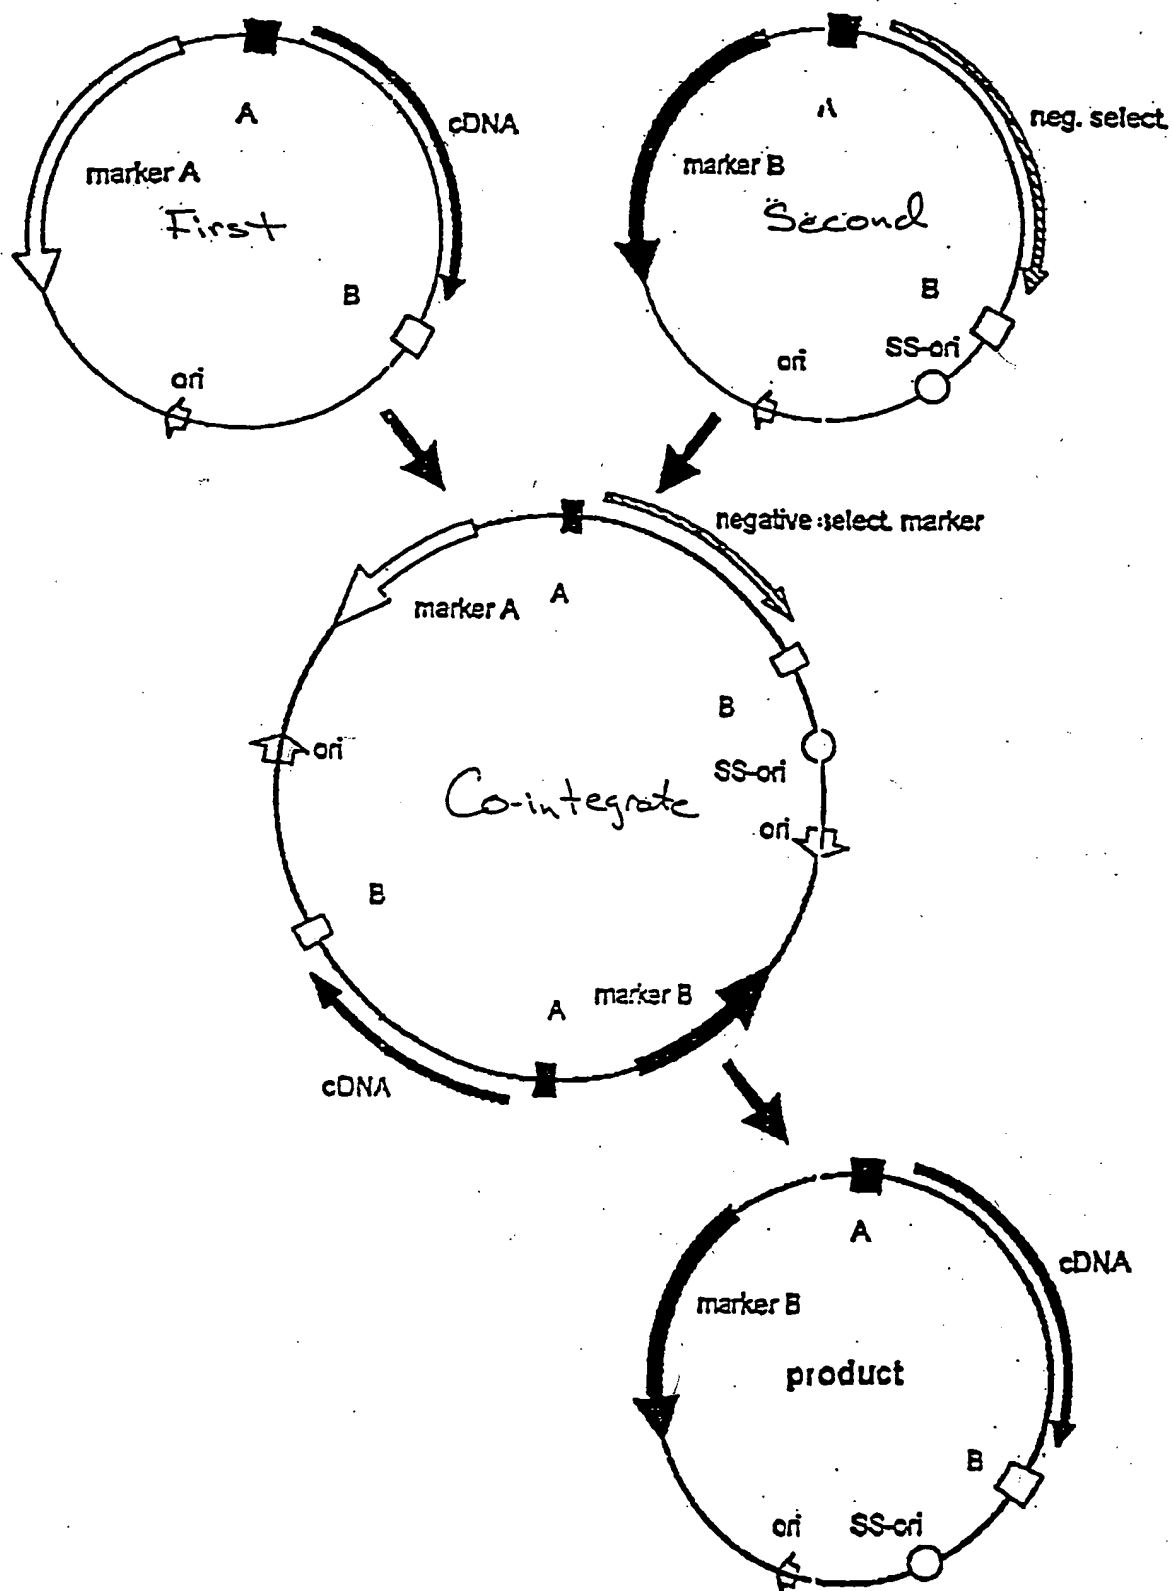 A
cDNA
marker A
First
B
ori
A
neg. select.
marker B
Second
B
SS-ori
ori
negative select. marker
A
marker A
B
ori
SS-ori
Co-integrate
ori
B
A
marker B
cDNA
A
cDNA
marker B
product
B
ori
SS-ori